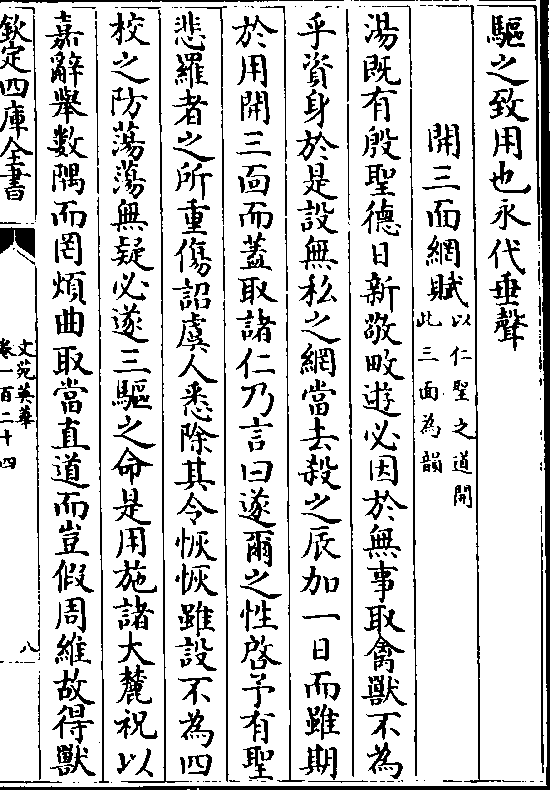 驅之致用也永代垂聲
開三面網賦以仁聖之道開此三面為韻
湯既有殷聖德日新敬畋遊必因於無事取禽獸不為
乎資身於是設無私之網當去殺之辰加一日而雖期
於用開三面而蓋取諸仁乃言曰遂爾之性啓予有聖
悲羅者之所重傷詔虞人悉除其令恢恢雖設不為四
校之防蕩蕩無疑必遂三驅之命是用施諸大麓祝以
嘉辭舉數隅而罔煩曲取當直道而豈假周維故得獸
欽定四庫全書
文苑英華
卷一百二十四
八